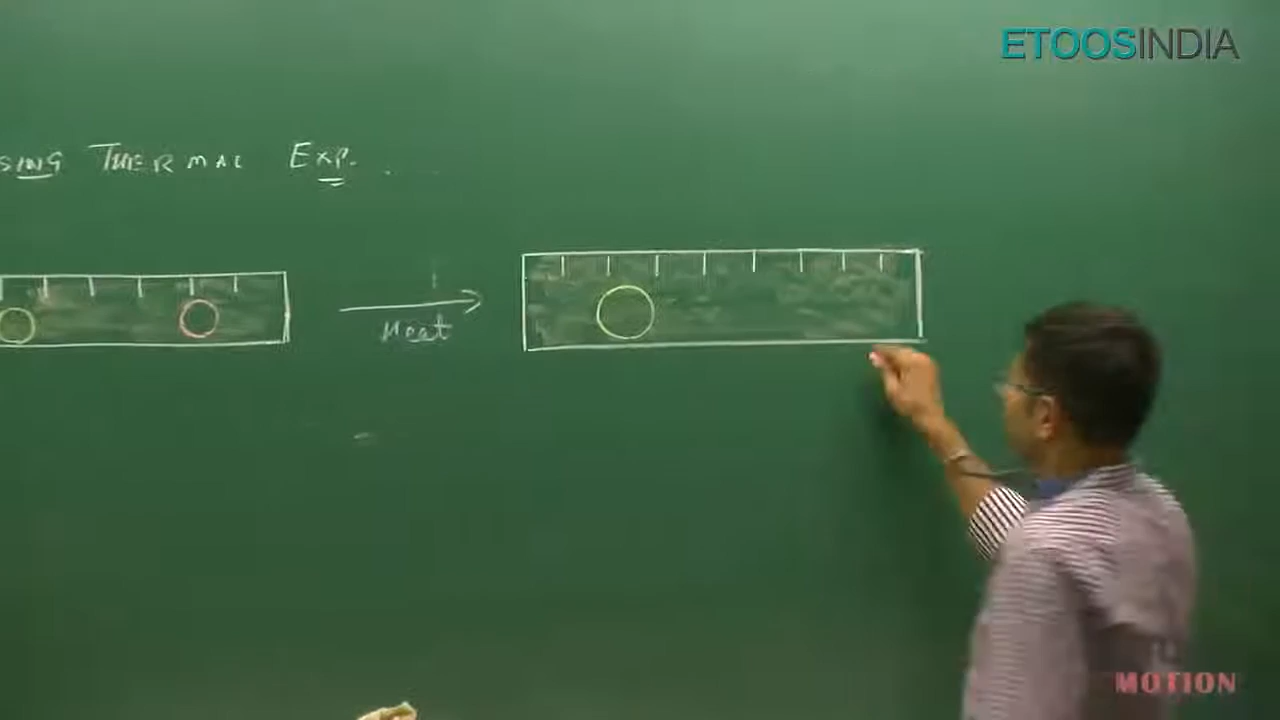 ETOOSINDIA
SING THERMAL EXP. ....
Heat
MOTION